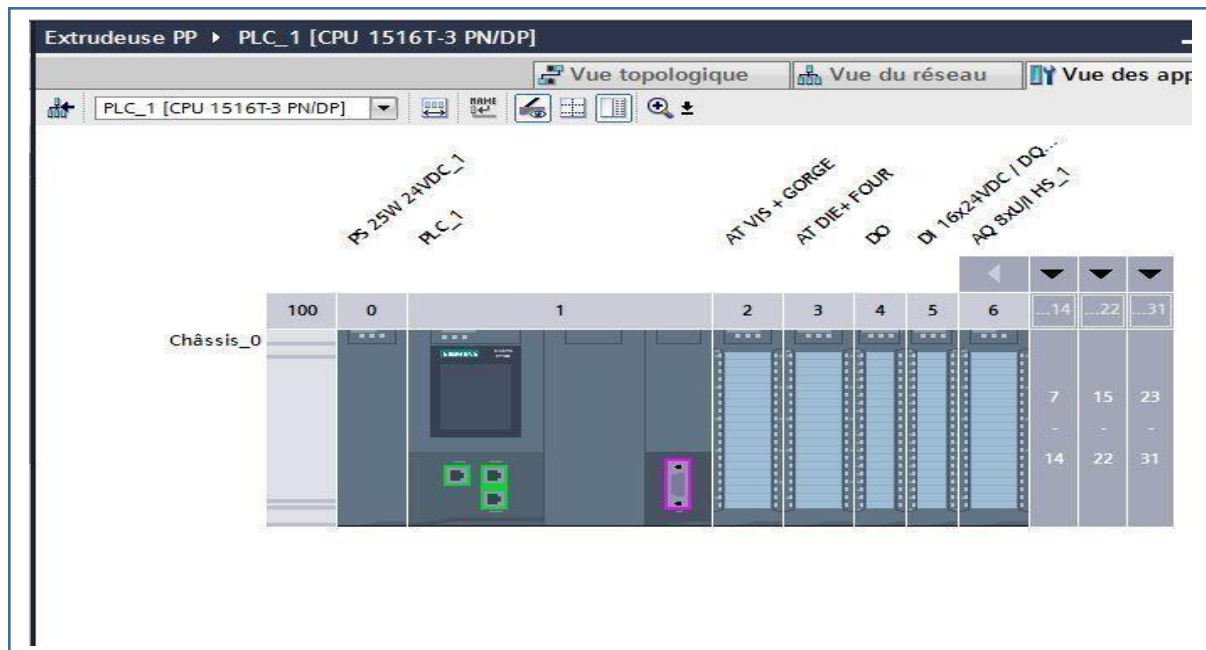 Extrudeuse PP ▸ PLC_1 [CPU 1516T-3 PN/DP]
Vue topologique Vue du réseau Vue des app
PLC_1 [CPU 1516T-3 PN/DP] NAME
PS 25W 24VDC_1
PLC_1
AT VIS + GORGE
AT DIE+ FOUR
DO
DI 16x24VDC / DQ...
AQ 8xU/I HS_1
100 0 1 2 3 4 5 6 ...14 ...22 ...31
Châssis_0
SIEMENS
7 15 23
- - -
14 22 31